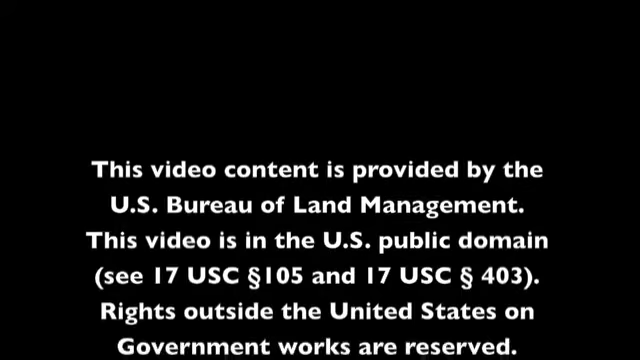 This video content is provided by the
U.S. Bureau of Land Management.
This video is in the U.S. public domain
(see 17 USC §105 and 17 USC § 403).
Rights outside the United States on
Government works are reserved.